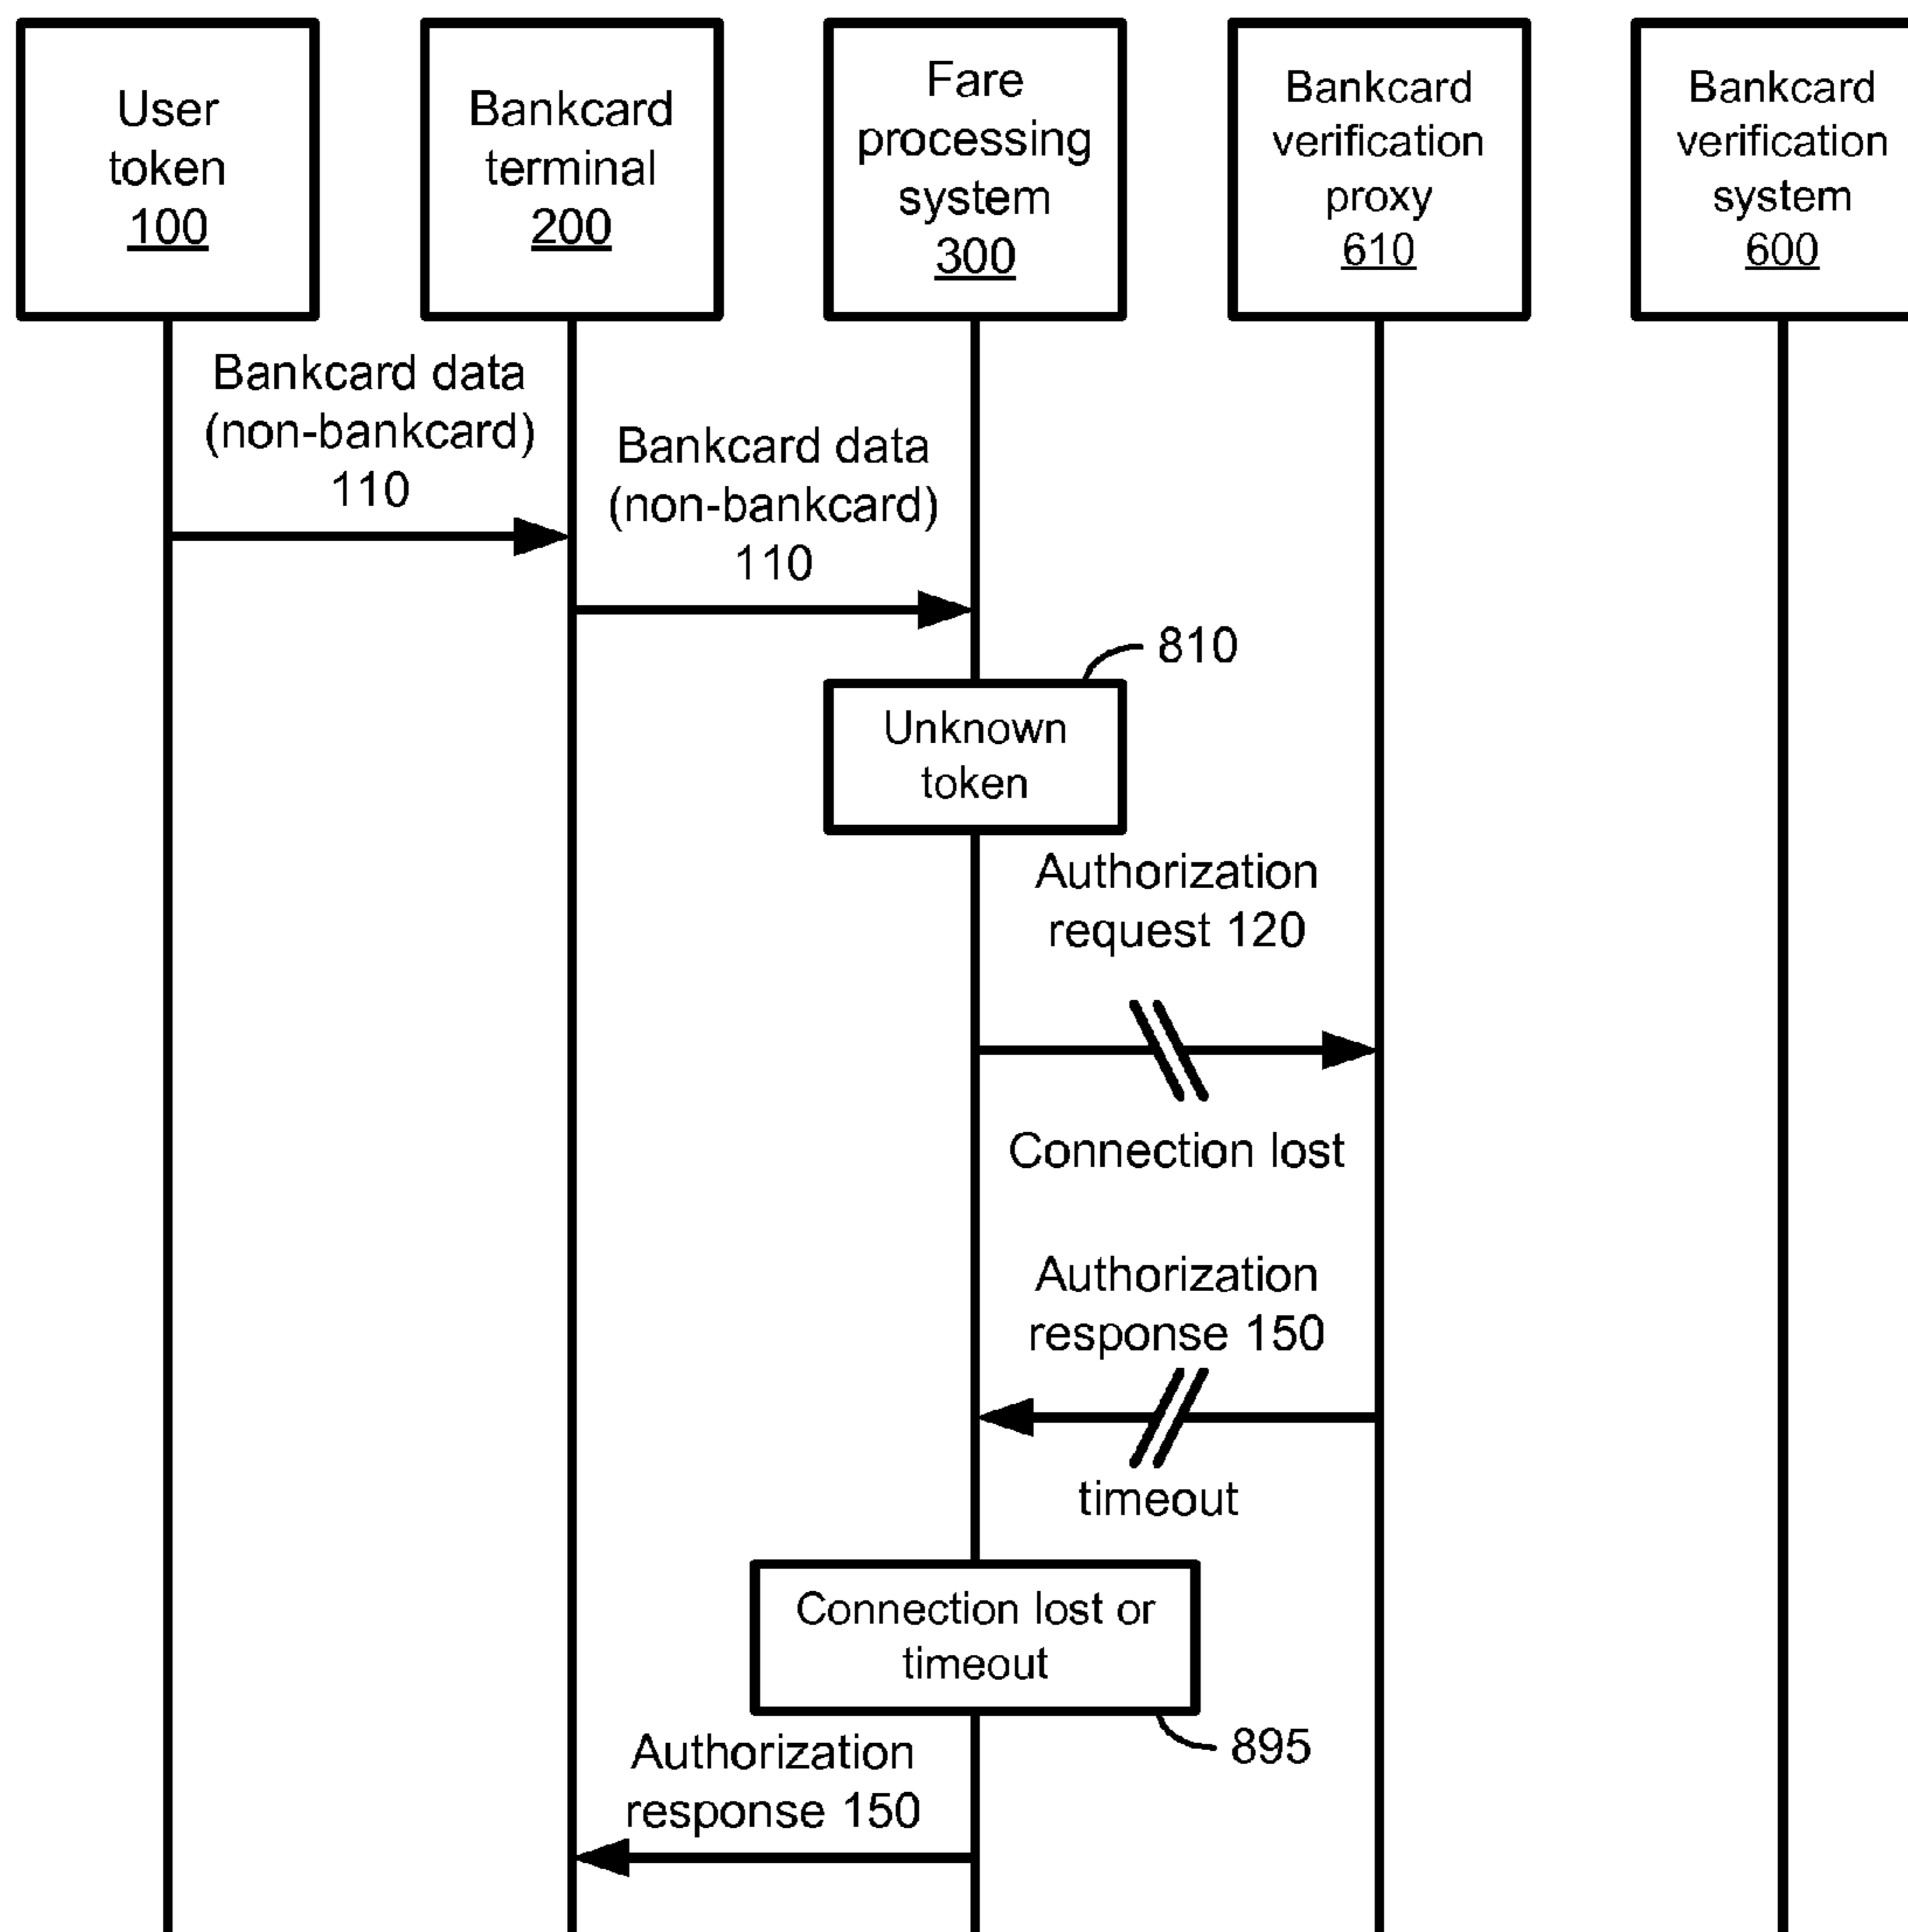 User
token
100
Bankcard
terminal
200
Fare
processing
system
300
Bankcard
verification
proxy
610
Bankcard
verification
system
600
Bankcard data
(non-bankcard)
110
Bankcard data
(non-bankcard)
110
810
Unknown
token
Authorization
request 120
Connection lost
Authorization
response 150
timeout
Connection lost or
timeout
895
Authorization
response 150